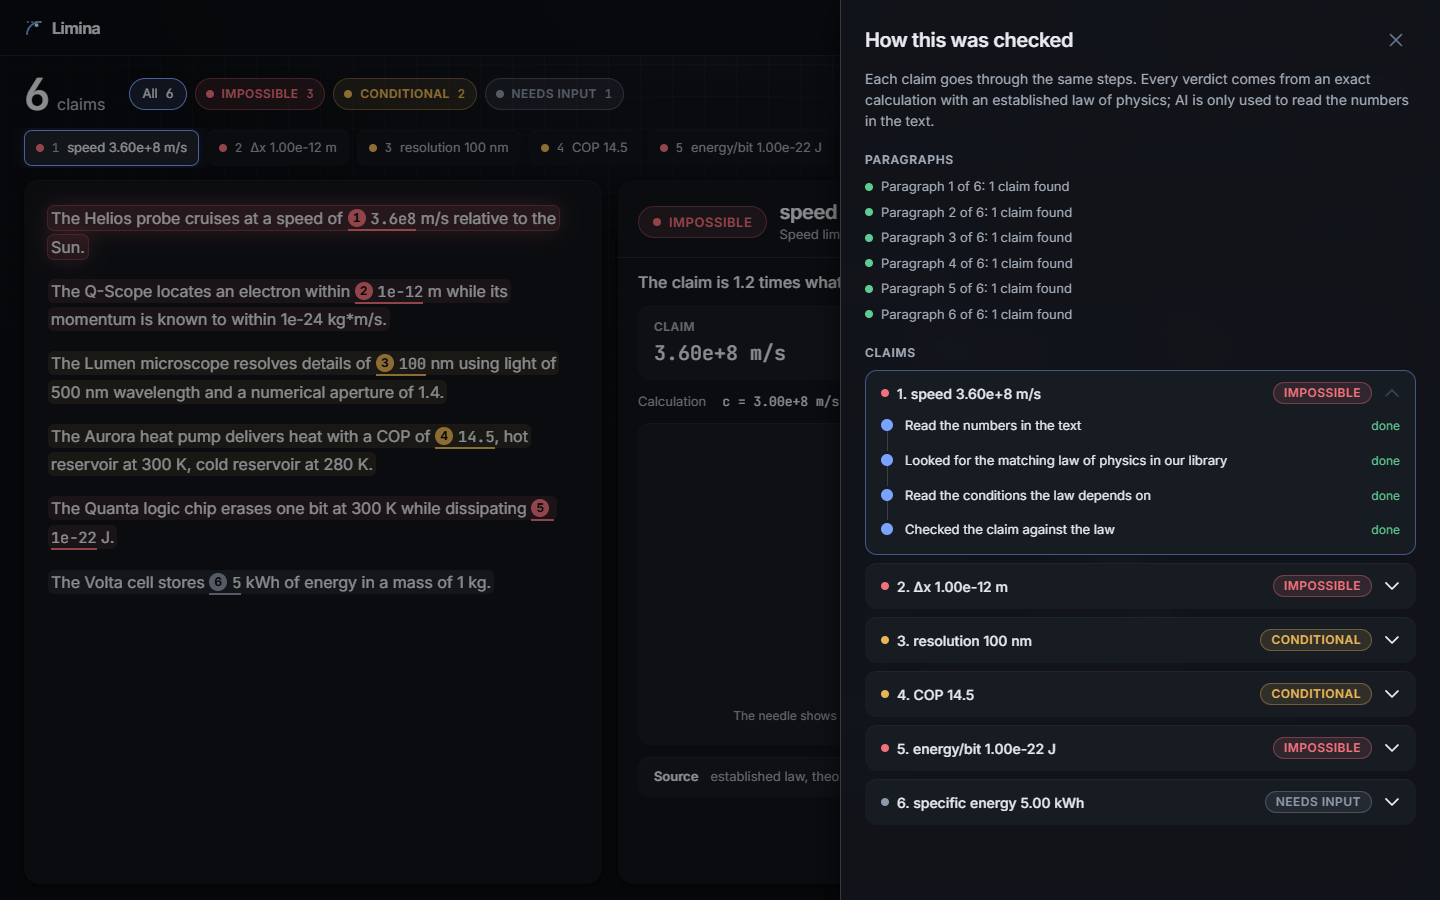 Limina
6 claims
All 6
IMPOSSIBLE 3
CONDITIONAL 2
NEEDS INPUT 1
1 speed 3.60e+8 m/s
2 Δx 1.00e-12 m
3 resolution 100 nm
4 COP 14.5
5 energy/bit 1.00e-22 J
The Helios probe cruises at a speed of 1 3.6e8 m/s relative to the
Sun.
The Q-Scope locates an electron within 2 1e-12 m while its
momentum is known to within 1e-24 kg*m/s.
The Lumen microscope resolves details of 3 100 nm using light of
500 nm wavelength and a numerical aperture of 1.4.
The Aurora heat pump delivers heat with a COP of 4 14.5, hot
reservoir at 300 K, cold reservoir at 280 K.
The Quanta logic chip erases one bit at 300 K while dissipating 5
1e-22 J.
The Volta cell stores 6 5 kWh of energy in a mass of 1 kg.
IMPOSSIBLE
speed
Speed lim
The claim is 1.2 times what
CLAIM
3.60e+8 m/s
Calculation c = 3.00e+8 m/s
The needle shows
Source established law, theo
How this was checked
Each claim goes through the same steps. Every verdict comes from an exact
calculation with an established law of physics; AI is only used to read the numbers
in the text.
PARAGRAPHS
Paragraph 1 of 6: 1 claim found
Paragraph 2 of 6: 1 claim found
Paragraph 3 of 6: 1 claim found
Paragraph 4 of 6: 1 claim found
Paragraph 5 of 6: 1 claim found
Paragraph 6 of 6: 1 claim found
CLAIMS
1. speed 3.60e+8 m/s IMPOSSIBLE
Read the numbers in the text done
Looked for the matching law of physics in our library done
Read the conditions the law depends on done
Checked the claim against the law done
2. Δx 1.00e-12 m IMPOSSIBLE
3. resolution 100 nm CONDITIONAL
4. COP 14.5 CONDITIONAL
5. energy/bit 1.00e-22 J IMPOSSIBLE
6. specific energy 5.00 kWh NEEDS INPUT